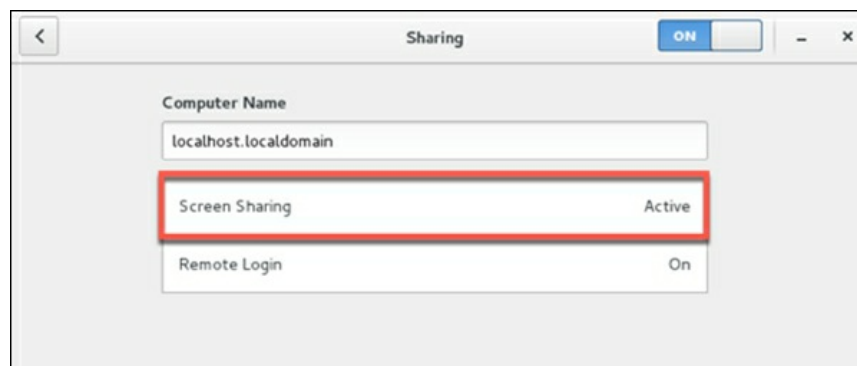 Sharing ON
Computer Name
localhost.localdomain
Screen Sharing Active
Remote Login On